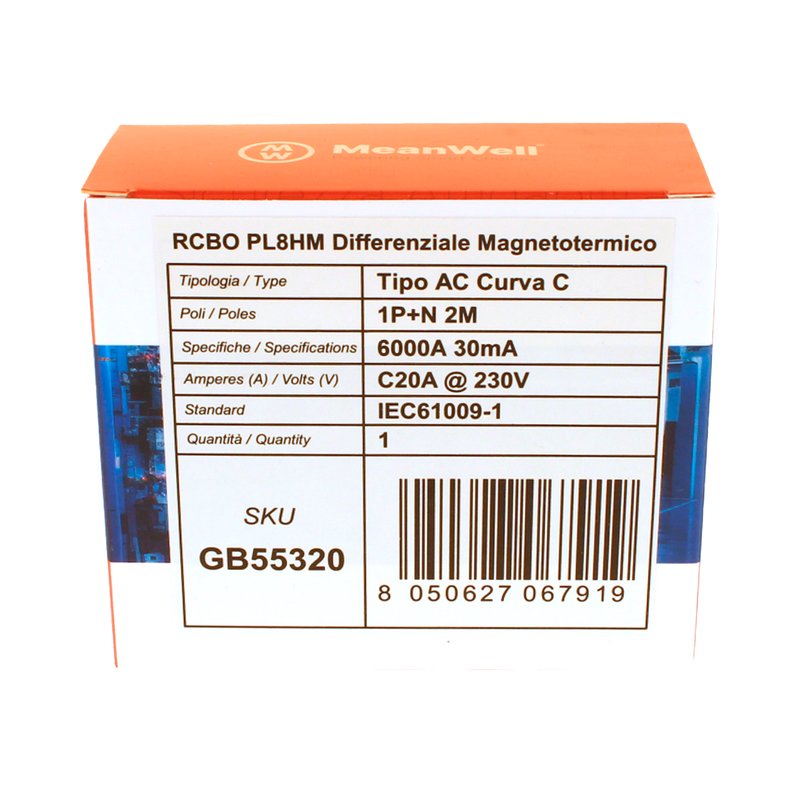 MW MeanWell
RCBO PL8HM Differenziale Magnetotermico
Tipologia / Type Tipo AC Curva C
Poli / Poles 1P+N 2M
Specifiche / Specifications 6000A 30mA
Amperes (A) / Volts (V) C20A @ 230V
Standard IEC61009-1
Quantità / Quantity 1
SKU
GB55320
8 050627 067919